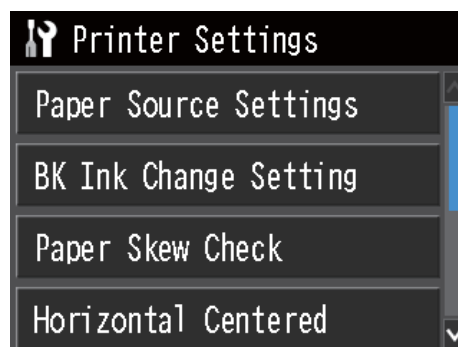 Printer Settings
Paper Source Settings
BK Ink Change Setting
Paper Skew Check
Horizontal Centered